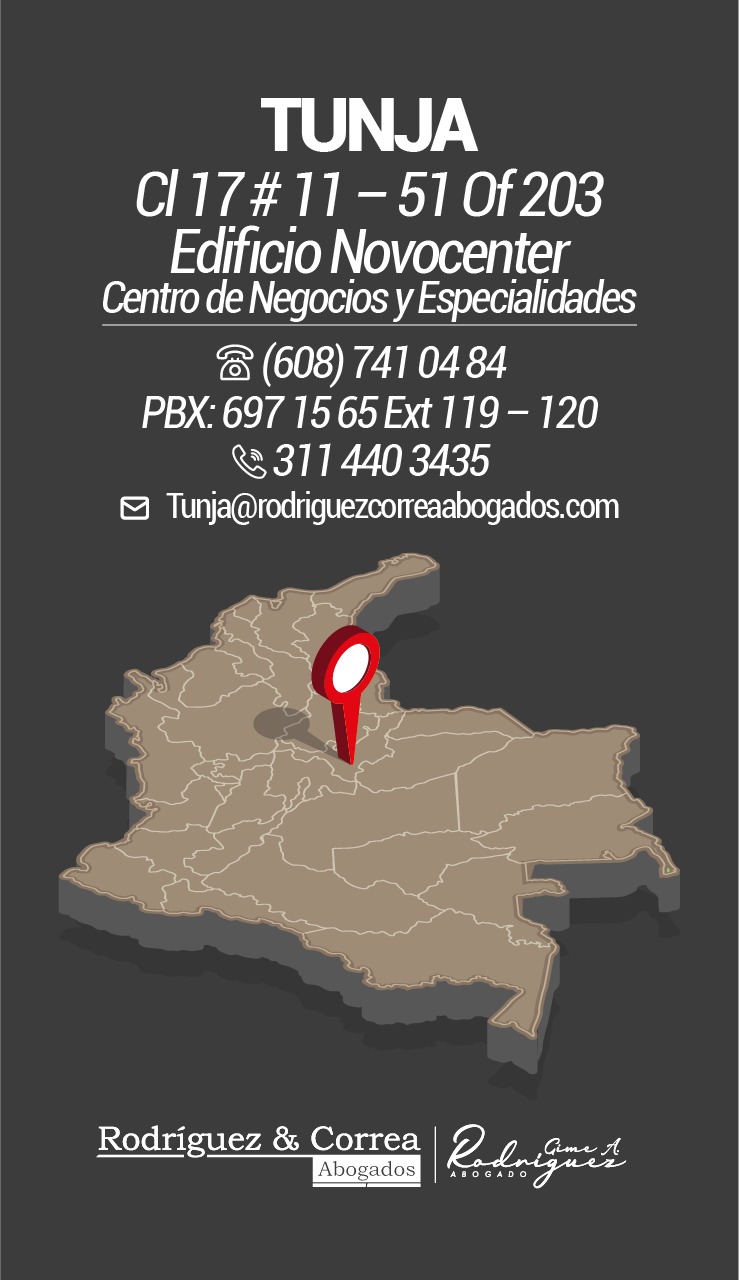 TUNJA
Cl 17 # 11 – 51 Of 203
Edificio Novocenter
Centro de Negocios y Especialidades
(608) 741 04 84
PBX: 697 15 65 Ext 119 – 120
311 440 3435
Tunja@rodriguezcorreaabogados.com
Rodríguez & Correa
Abogados
Gime A.
Rodriguez
ABOGADO